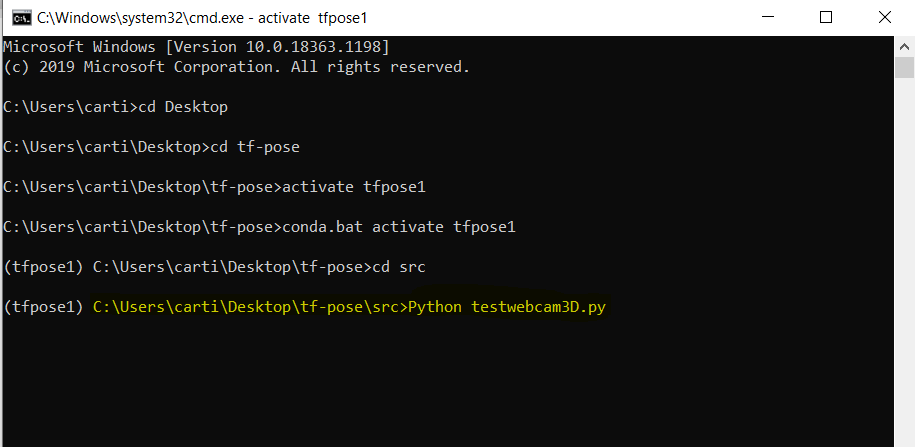 C:\Windows\system32\cmd.exe - activate  tfpose1
Microsoft Windows [Version 10.0.18363.1198]
(c) 2019 Microsoft Corporation. All rights reserved.
C:\Users\carti>cd Desktop
C:\Users\carti\Desktop>cd tf-pose
C:\Users\carti\Desktop\tf-pose>activate tfpose1
C:\Users\carti\Desktop\tf-pose>conda.bat activate tfpose1
(tfpose1) C:\Users\carti\Desktop\tf-pose>cd src
(tfpose1) C:\Users\carti\Desktop\tf-pose\src>Python testwebcam3D.py